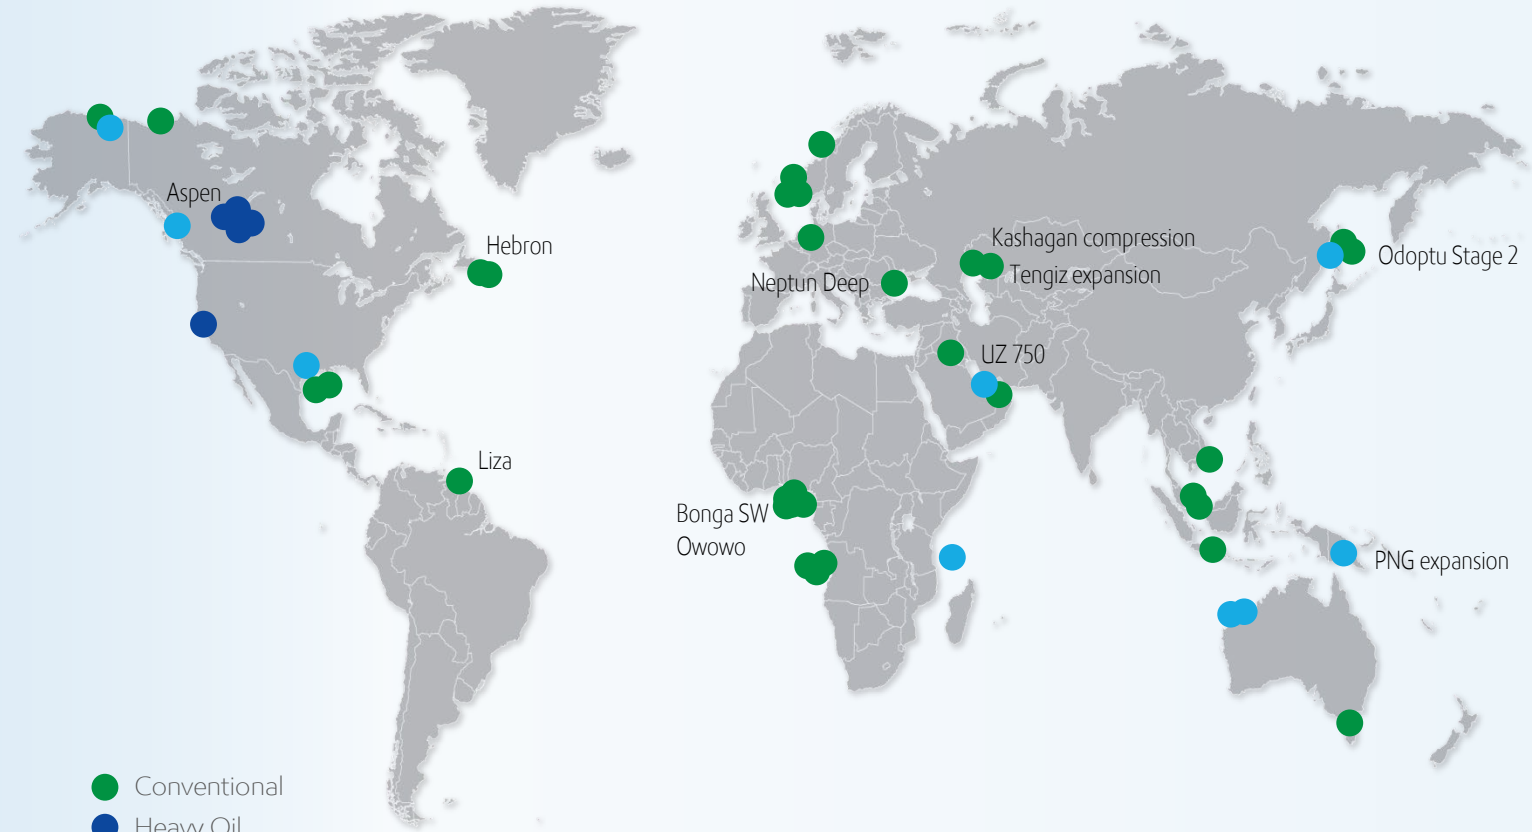 Aspen
Hebron
Kashagan compression
Odoptu Stage 2
Tengiz expansion
Neptun Deep
UZ 750
Liza
Bonga SW
Owowo
PNG expansion
Conventional
Heavy Oil